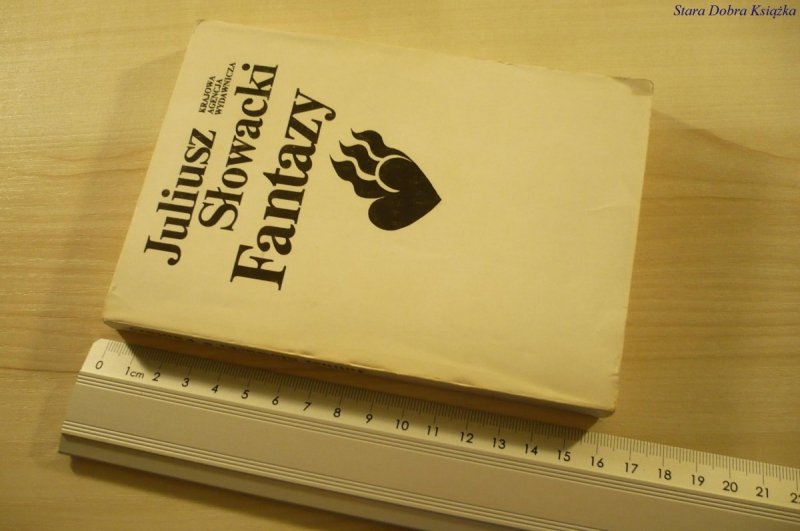 Stara Dobra Książka
Juliusz
Słowacki
KRAJOWA
AGENCJA
WYDAWNICZA
Fantazy
0 1cm 2 3 4 5 6 7 8 9 10 11 12 13 14 15 16 17 18 19 20 21